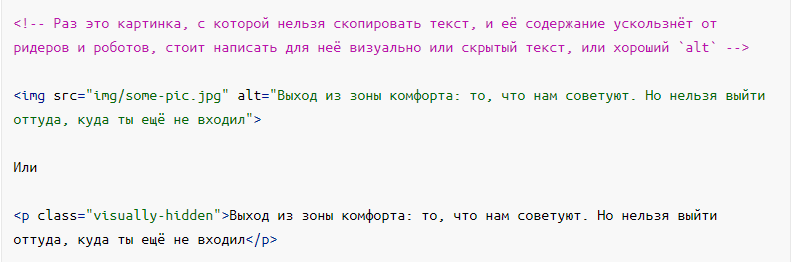 <!-- Раз это картинка, с которой нельзя скопировать текст, и её содержание ускользнёт от
ридеров и роботов, стоит написать для неё визуально или скрытый текст, или хороший `alt` -->
<img src="img/some-pic.jpg" alt="Выход из зоны комфорта: то, что нам советуют. Но нельзя выйти
оттуда, куда ты ещё не входил">
Или
<p class="visually-hidden">Выход из зоны комфорта: то, что нам советуют. Но нельзя выйти
оттуда, куда ты ещё не входил</p>